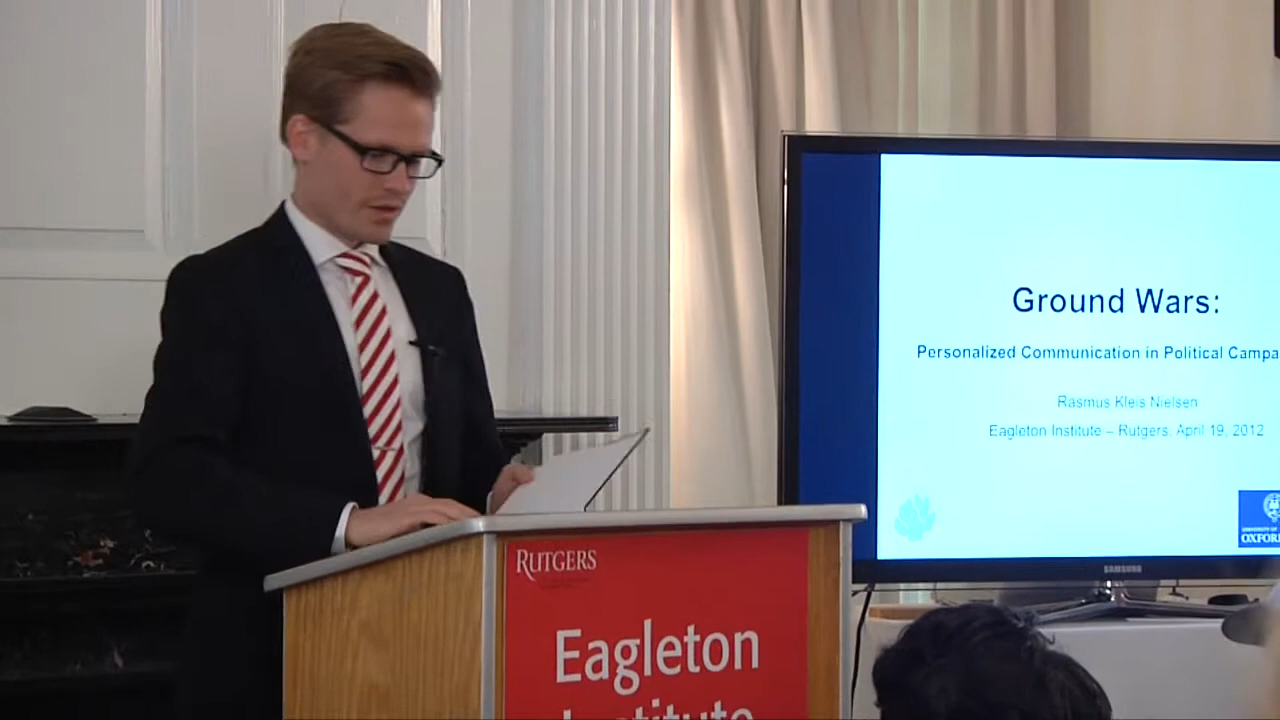 Ground Wars:
Personalized Communication in Political Campa
Rasmus Kleis Nielsen
Eagleton Institute – Rutgers. April 19, 2012
OXFOR
SAMSUNG
RUTGERS
Eagleton
Institute